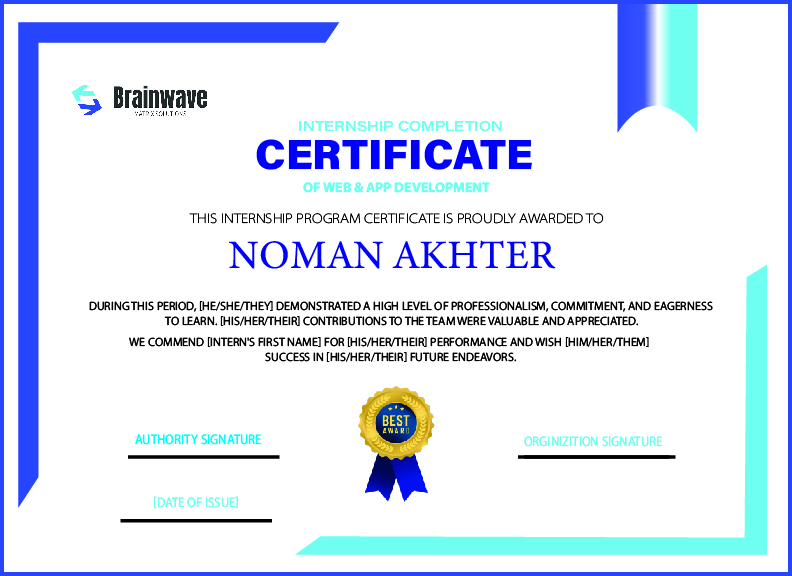 Brainwave
MATRIX SOLUTIONS
INTERNSHIP COMPLETION
CERTIFICATE
OF WEB & APP DEVELOPMENT
THIS INTERNSHIP PROGRAM CERTIFICATE IS PROUDLY AWARDED TO
NOMAN AKHTER
DURING THIS PERIOD, [HE/SHE/THEY] DEMONSTRATED A HIGH LEVEL OF PROFESSIONALISM, COMMITMENT, AND EAGERNESS
TO LEARN. [HIS/HER/THEIR] CONTRIBUTIONS TO THE TEAM WERE VALUABLE AND APPRECIATED.
WE COMMEND [INTERN'S FIRST NAME] FOR [HIS/HER/THEIR] PERFORMANCE AND WISH [HIM/HER/THEM]
SUCCESS IN [HIS/HER/THEIR] FUTURE ENDEAVORS.
BEST
AWARD
AUTHORITY SIGNATURE
ORGINIZITION SIGNATURE
[DATE OF ISSUE]